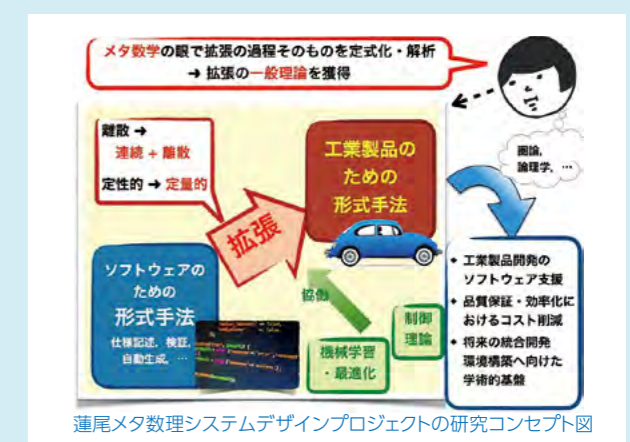 メタ数学の眼で拡張の過程そのものを定式化・解析
→ 拡張の一般理論を獲得
離散 →
連続 + 離散
定性的 → 定量的
工業製品の
ための
形式手法
圏論,
論理学, …
拡張
ソフトウェアの
ための
形式手法
仕様記述, 検証,
自動生成, …
協働
機械学習
・最適化
制御
理論
◆ 工業製品開発の
ソフトウェア支援
◆ 品質保証・効率化に
おけるコスト削減
◆ 将来の統合開発
環境構築へ向けた
学術的基盤
蓮尾メタ数理システムデザインプロジェクトの研究コンセプト図